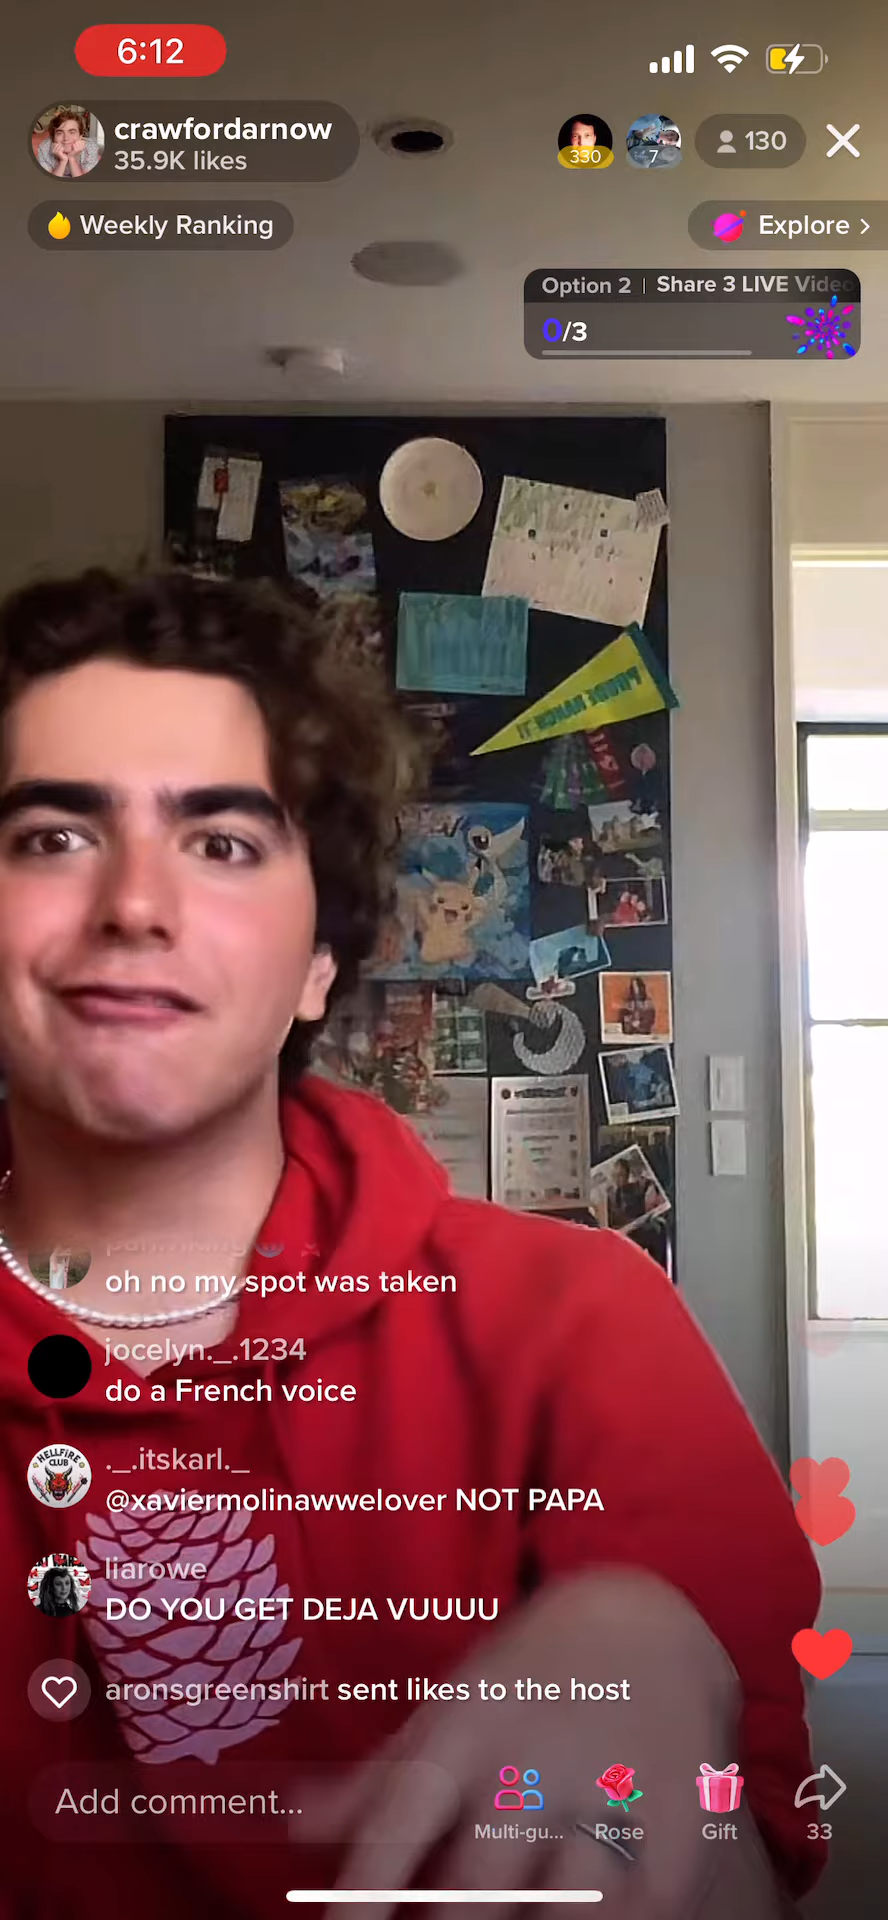 6:12
crawfordarnow
35.9K likes
330
7
130
Weekly Ranking
Explore >
Option 2 | Share 3 LIVE Video
0/3
oh no my spot was taken
jocelyn._.1234
do a French voice
HELLFIRE
CLUB
._.itskarl._
@xaviermolinawwelover NOT PAPA
liarowe
DO YOU GET DEJA VUUUU
aronsgreenshirt sent likes to the host
Add comment...
Multi-gu...
Rose
Gift
33